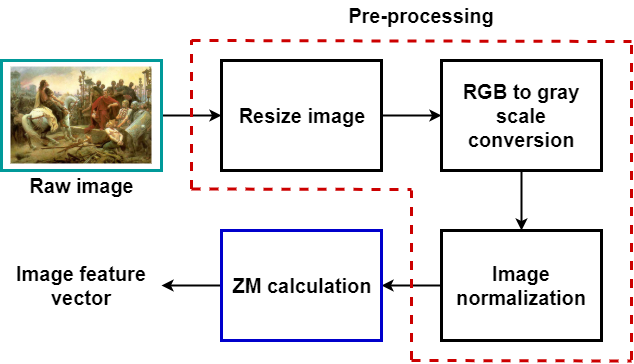 Pre-processing
Resize image
RGB to gray
scale
conversion
Raw image
Image feature
vector
ZM calculation
Image
normalization